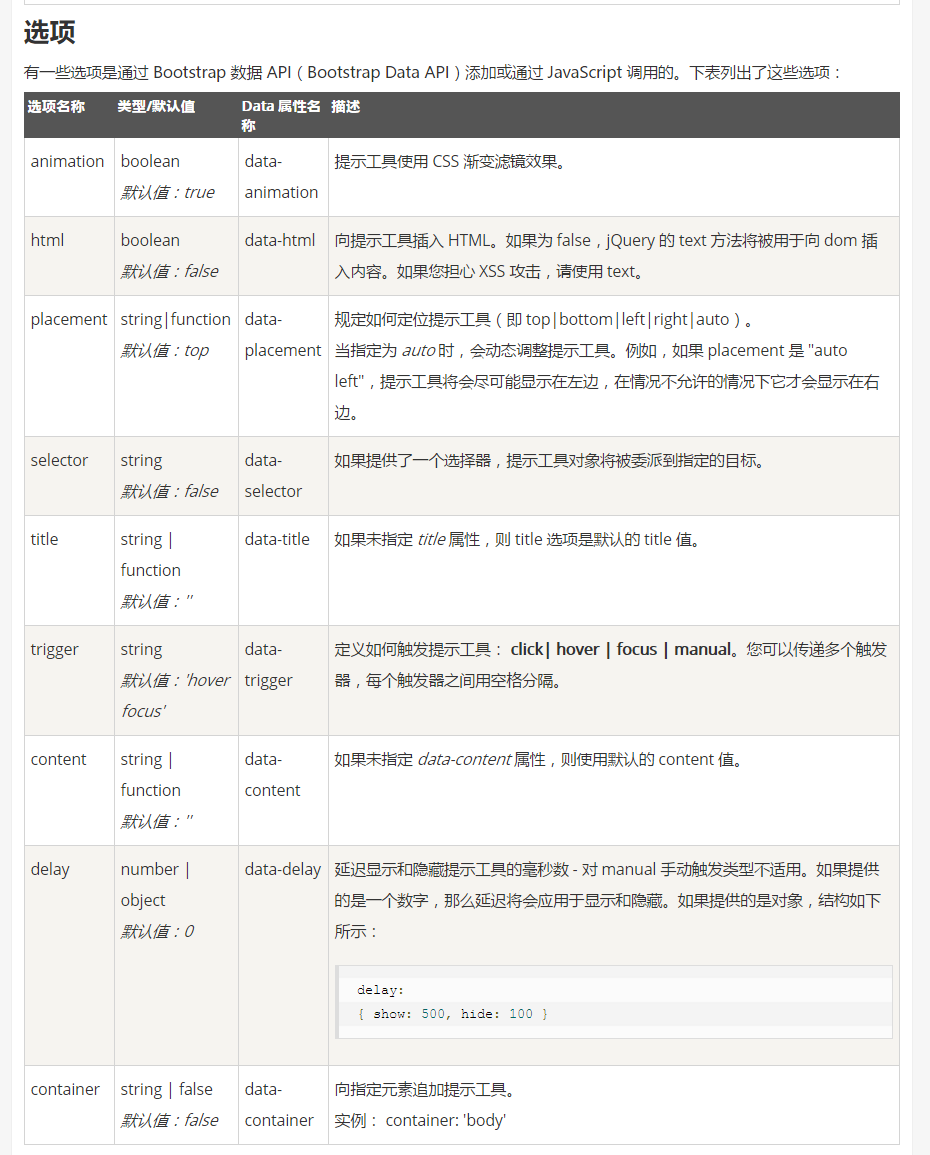 选项
有一些选项是通过 Bootstrap 数据 API（Bootstrap Data API）添加或通过 JavaScript 调用的。下表列出了这些选项：
选项名称 类型/默认值 Data 属性名称 描述
animation boolean data- 提示工具使用 CSS 渐变滤镜效果。
默认值：true animation
html boolean data-html 向提示工具插入 HTML。如果为 false，jQuery 的 text 方法将被用于向 dom 插
默认值：false 入内容。如果您担心 XSS 攻击，请使用 text。
placement string|function data- 规定如何定位提示工具（即 top|bottom|left|right|auto）。
默认值：top placement 当指定为 auto 时，会动态调整提示工具。例如，如果 placement 是 "auto
left"，提示工具将会尽可能显示在左边，在情况不允许的情况下它才会显示在右
边。
selector string data- 如果提供了一个选择器，提示工具对象将被委派到指定的目标。
默认值：false selector
title string | data-title 如果未指定 title 属性，则 title 选项是默认的 title 值。
function
默认值：''
trigger string data- 定义如何触发提示工具： click| hover | focus | manual。您可以传递多个触发
默认值：'hover trigger 器，每个触发器之间用空格分隔。
focus'
content string | data- 如果未指定 data-content 属性，则使用默认的 content 值。
function content
默认值：''
delay number | data-delay 延迟显示和隐藏提示工具的毫秒数 - 对 manual 手动触发类型不适用。如果提供
object 的是一个数字，那么延迟将会应用于显示和隐藏。如果提供的是对象，结构如下
默认值：0 所示：
delay:
{ show: 500, hide: 100 }
container string | false data- 向指定元素追加提示工具。
默认值：false container 实例： container: 'body'